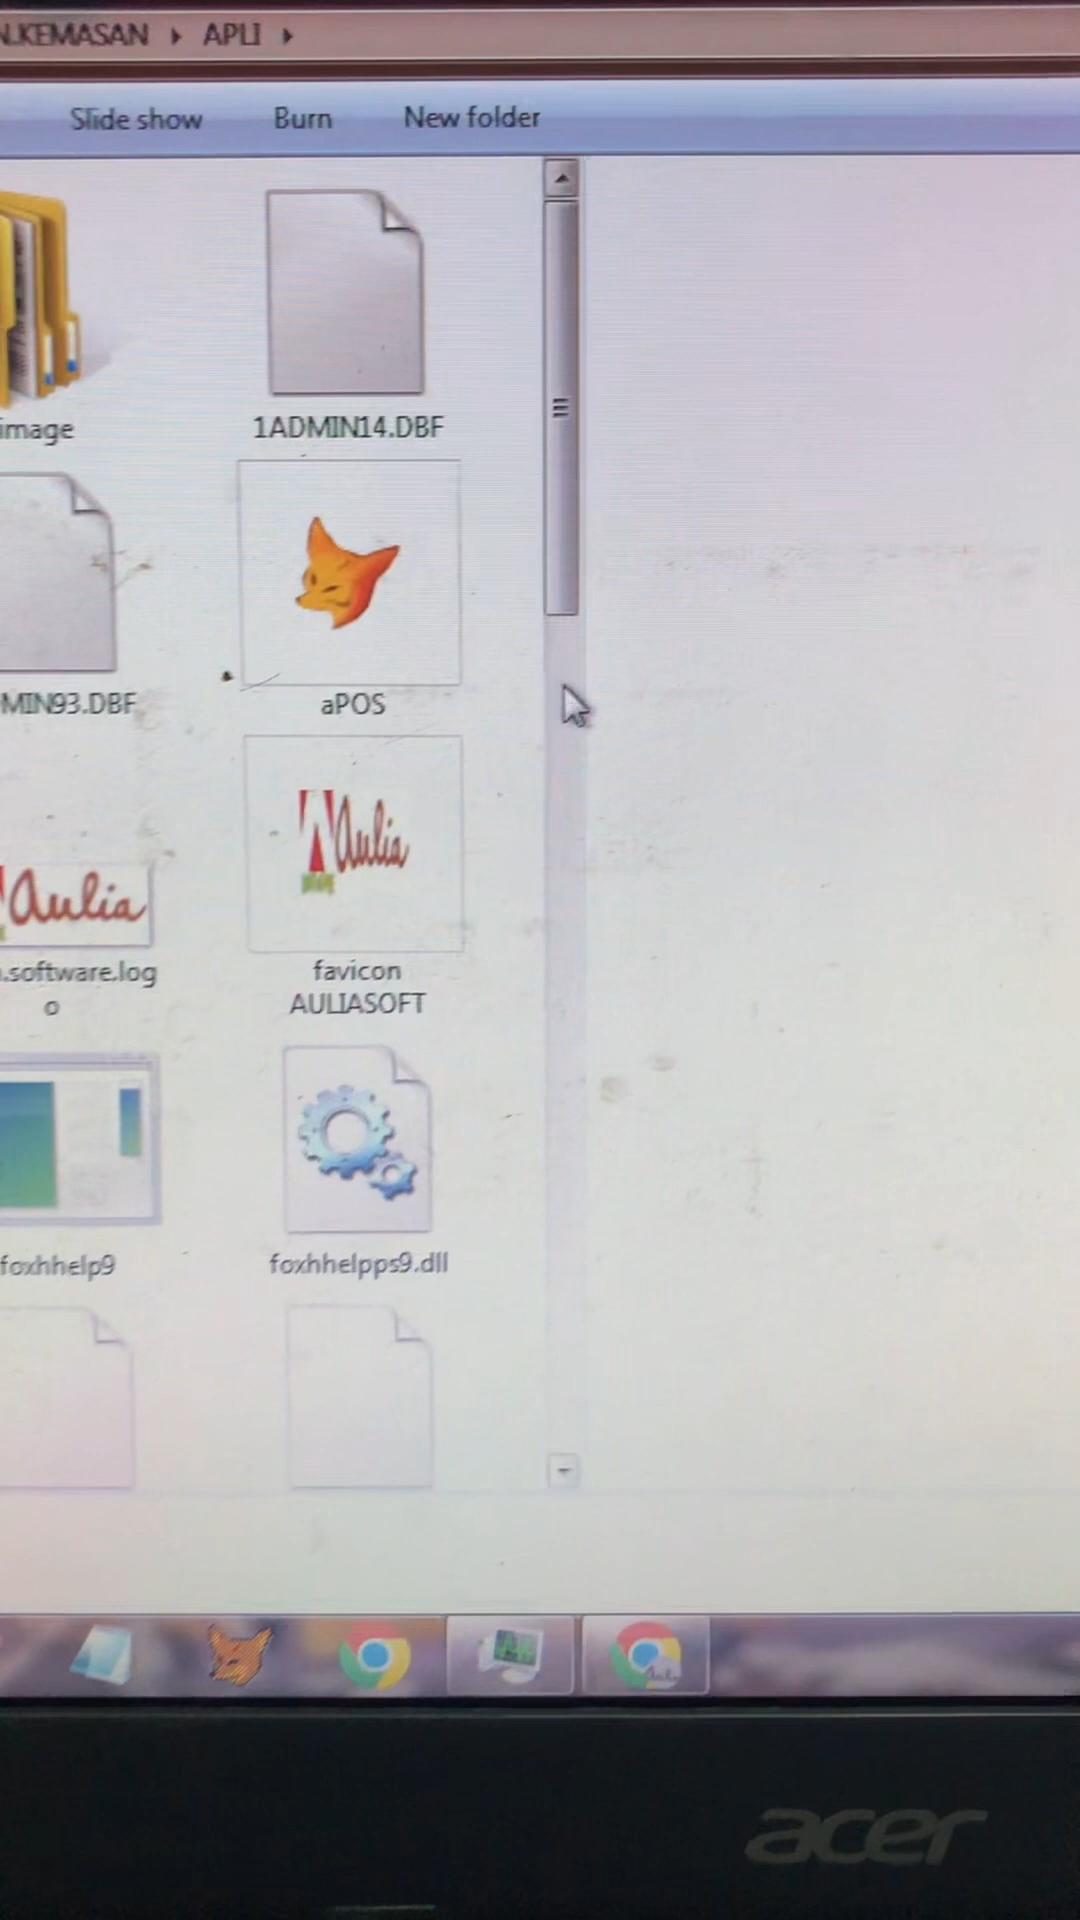 N.KEMASAN ▸ APLI ▸
Slide show Burn New folder
image
1ADMIN14.DBF
MIN93.DBF
aPOS
Aulia
Aulia
.software.log
o
favicon
AULIASOFT
foxhhelp9
foxhhelpps9.dll
acer